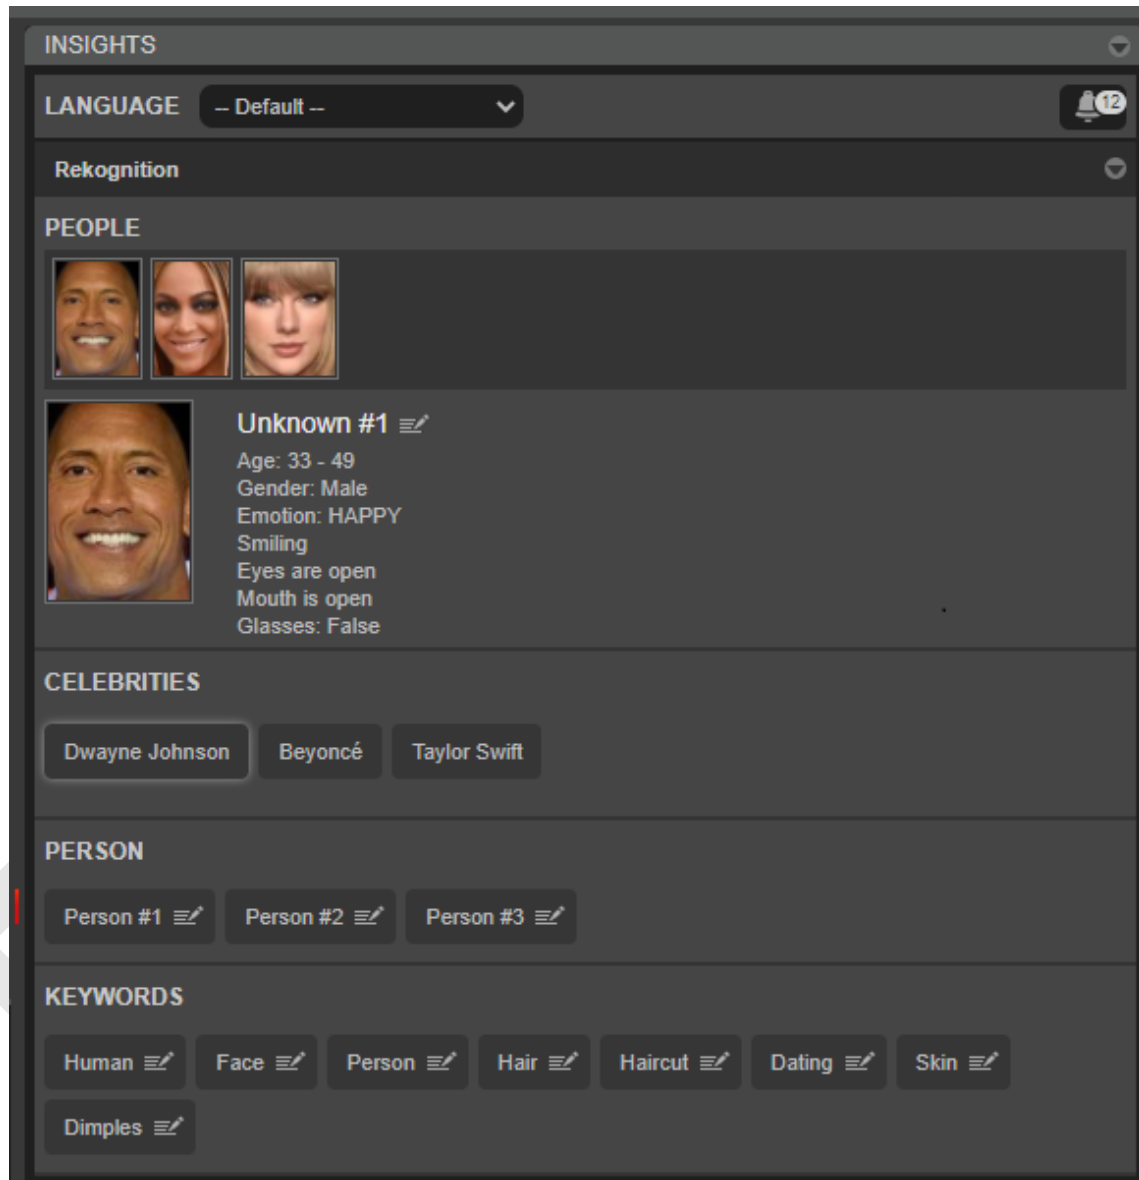 INSIGHTS
LANGUAGE -- Default -- 12
Rekognition
PEOPLE
Unknown #1
Age: 33 - 49
Gender: Male
Emotion: HAPPY
Smiling
Eyes are open
Mouth is open
Glasses: False
CELEBRITIES
Dwayne Johnson Beyoncé Taylor Swift
PERSON
Person #1 Person #2 Person #3
KEYWORDS
Human Face Person Hair Haircut Dating Skin
Dimples